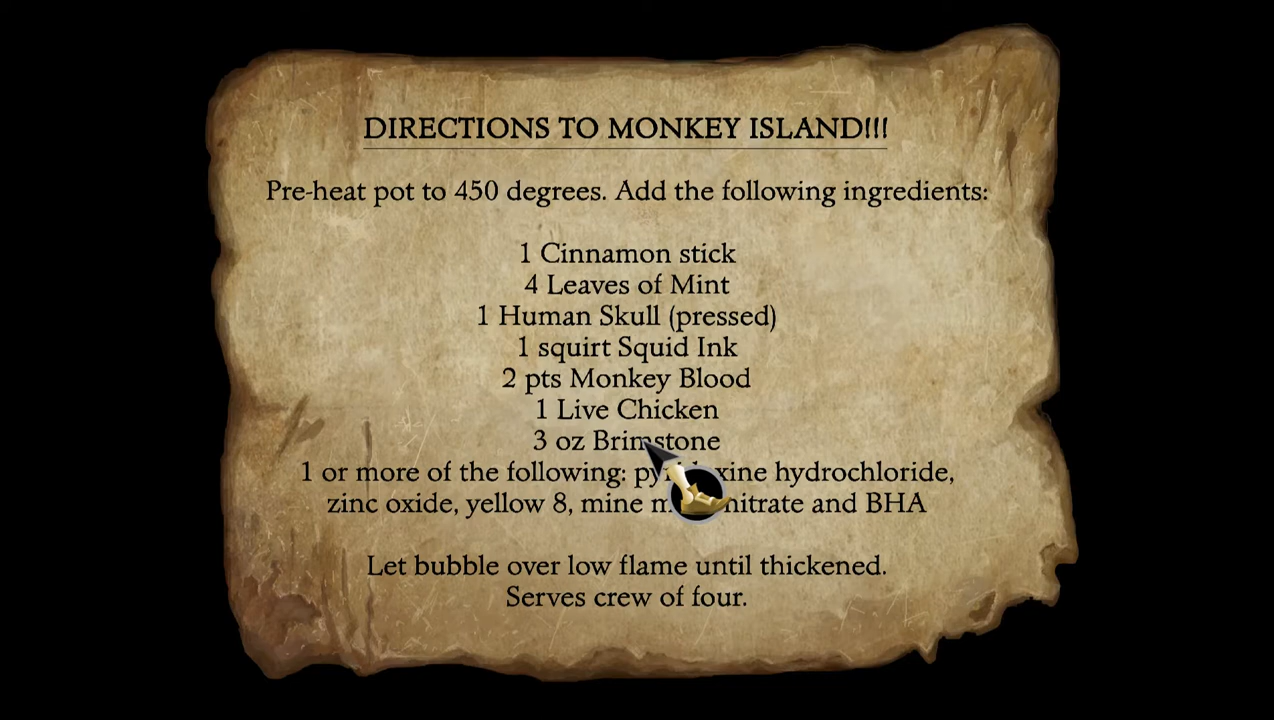 DIRECTIONS TO MONKEY ISLAND!!!
Pre-heat pot to 450 degrees. Add the following ingredients:
1 Cinnamon stick
4 Leaves of Mint
1 Human Skull (pressed)
1 squirt Squid Ink
2 pts Monkey Blood
1 Live Chicken
3 oz Brimstone
1 or more of the following: hydrochloride,
zinc oxide, yellow 8, mine nitrate and BHA
Let bubble over low flame until thickened.
Serves crew of four.